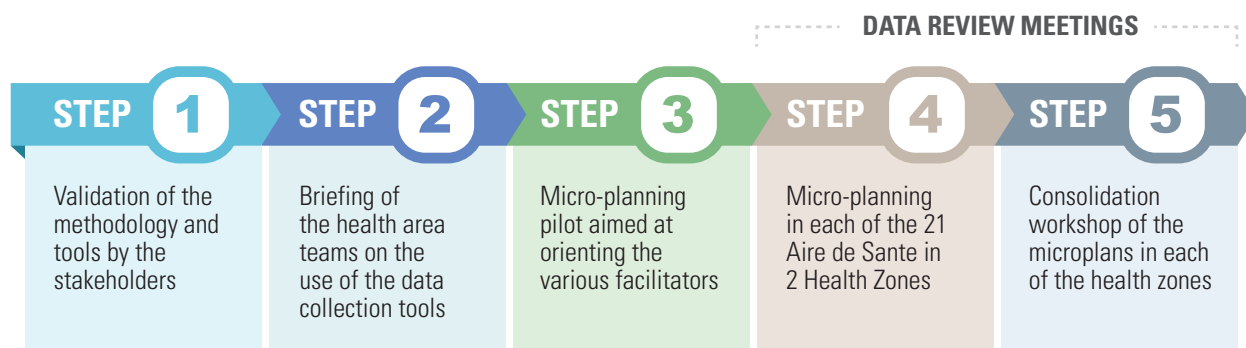 DATA REVIEW MEETINGS
STEP 1
Validation of the
methodology and
tools by the
stakeholders
STEP 2
Briefing of
the health area
teams on the
use of the data
collection tools
STEP 3
Micro-planning
pilot aimed at
orienting the
various facilitators
STEP 4
Micro-planning
in each of the 21
Aire de Sante in
2 Health Zones
STEP 5
Consolidation
workshop of the
microplans in each
of the health zones